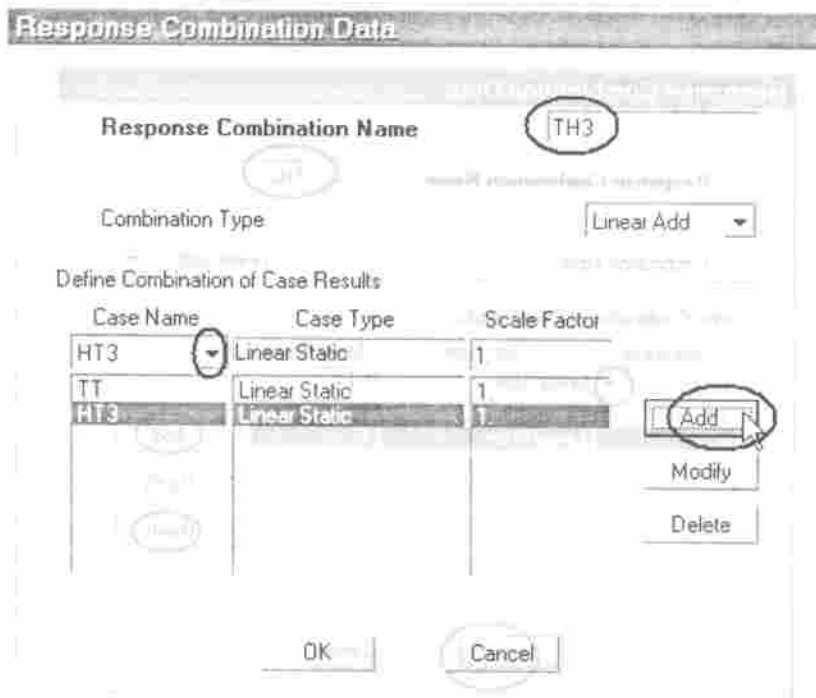 Response Combination Data
Response Combination Name TH3
Combination Type Linear Add
Define Combination of Case Results
Case Name Case Type Scale Factor
HT3 Linear Static 1
TT Linear Static 1
HT3 Linear Static 1
Add
Modify
Delete
OK Cancel